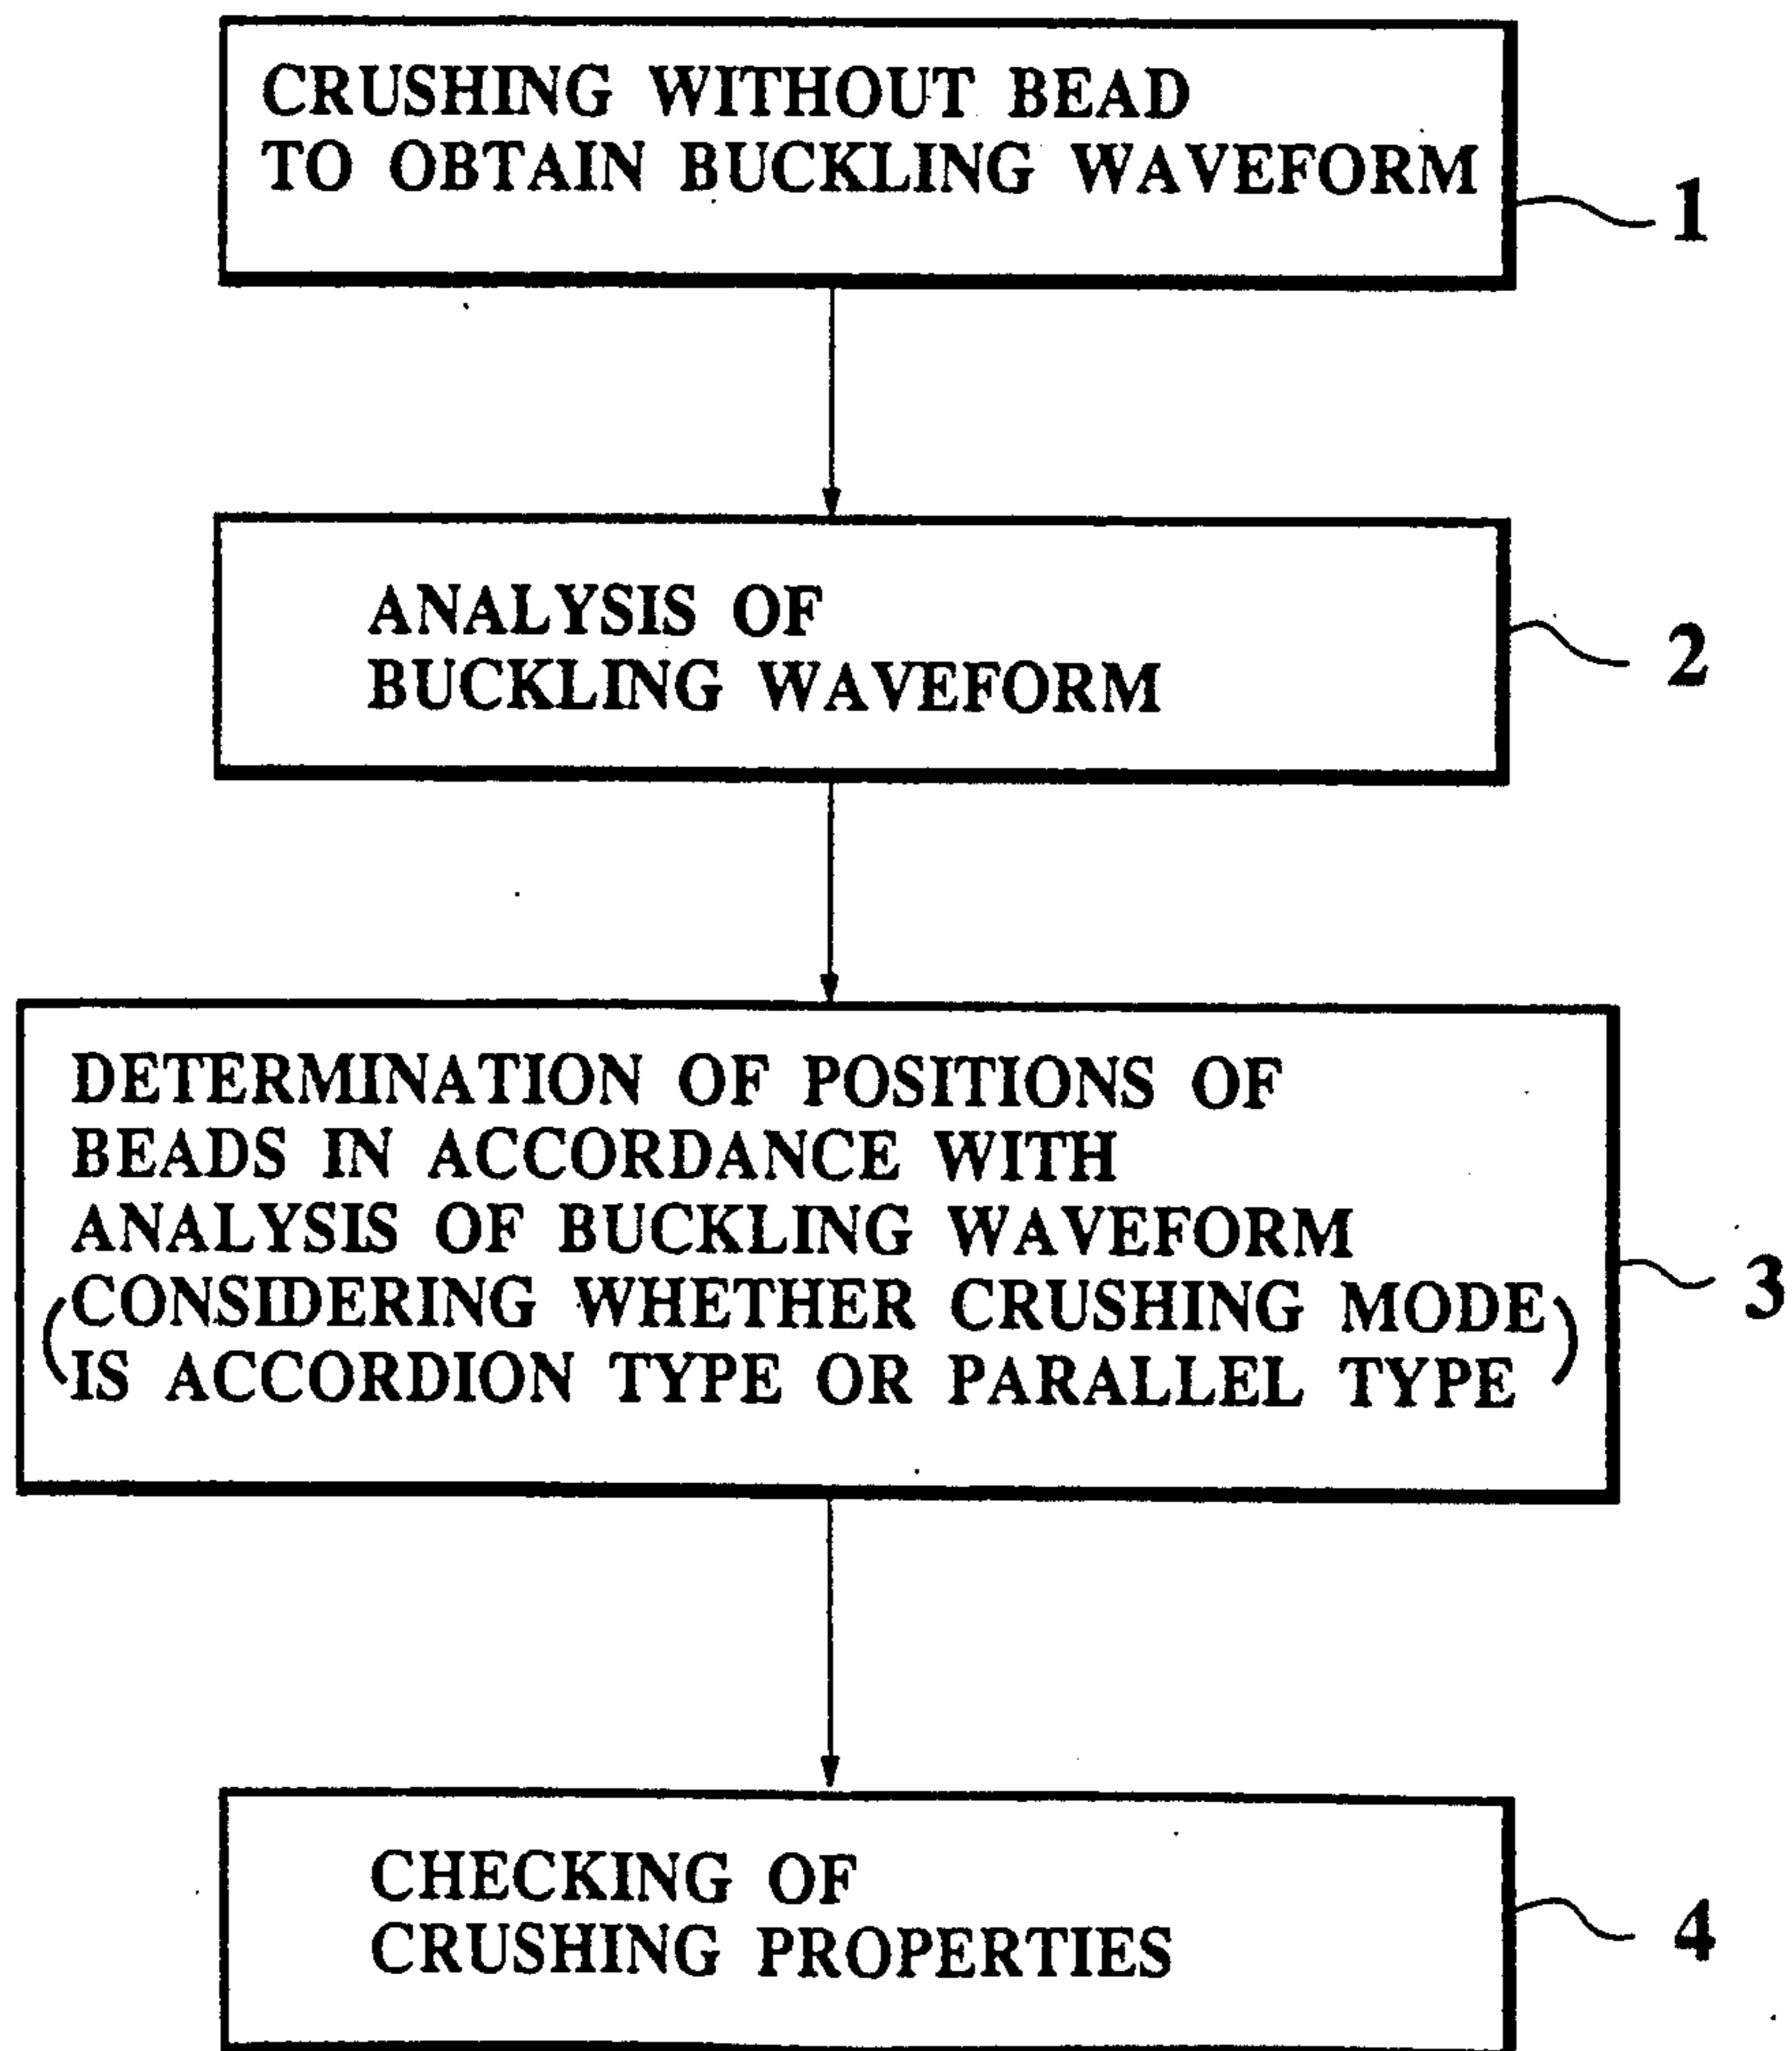 CRUSHING WITHOUT BEAD
TO OBTAIN BUCKLING WAVEFORM
1
ANALYSIS OF
BUCKLING WAVEFORM
2
DETERMINATION OF POSITIONS OF
BEADS IN ACCORDANCE WITH
ANALYSIS OF BUCKLING WAVEFORM
(CONSIDERING WHETHER CRUSHING MODE
IS ACCORDION TYPE OR PARALLEL TYPE)
3
CHECKING OF
CRUSHING PROPERTIES
4